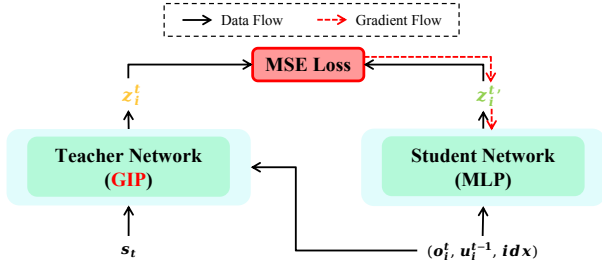 Data Flow Gradient Flow
MSE Loss
z_i^t z_i^{t'}
Teacher Network Student Network
(GIP) (MLP)
s_t (o_i^t, u_i^{t-1}, idx)